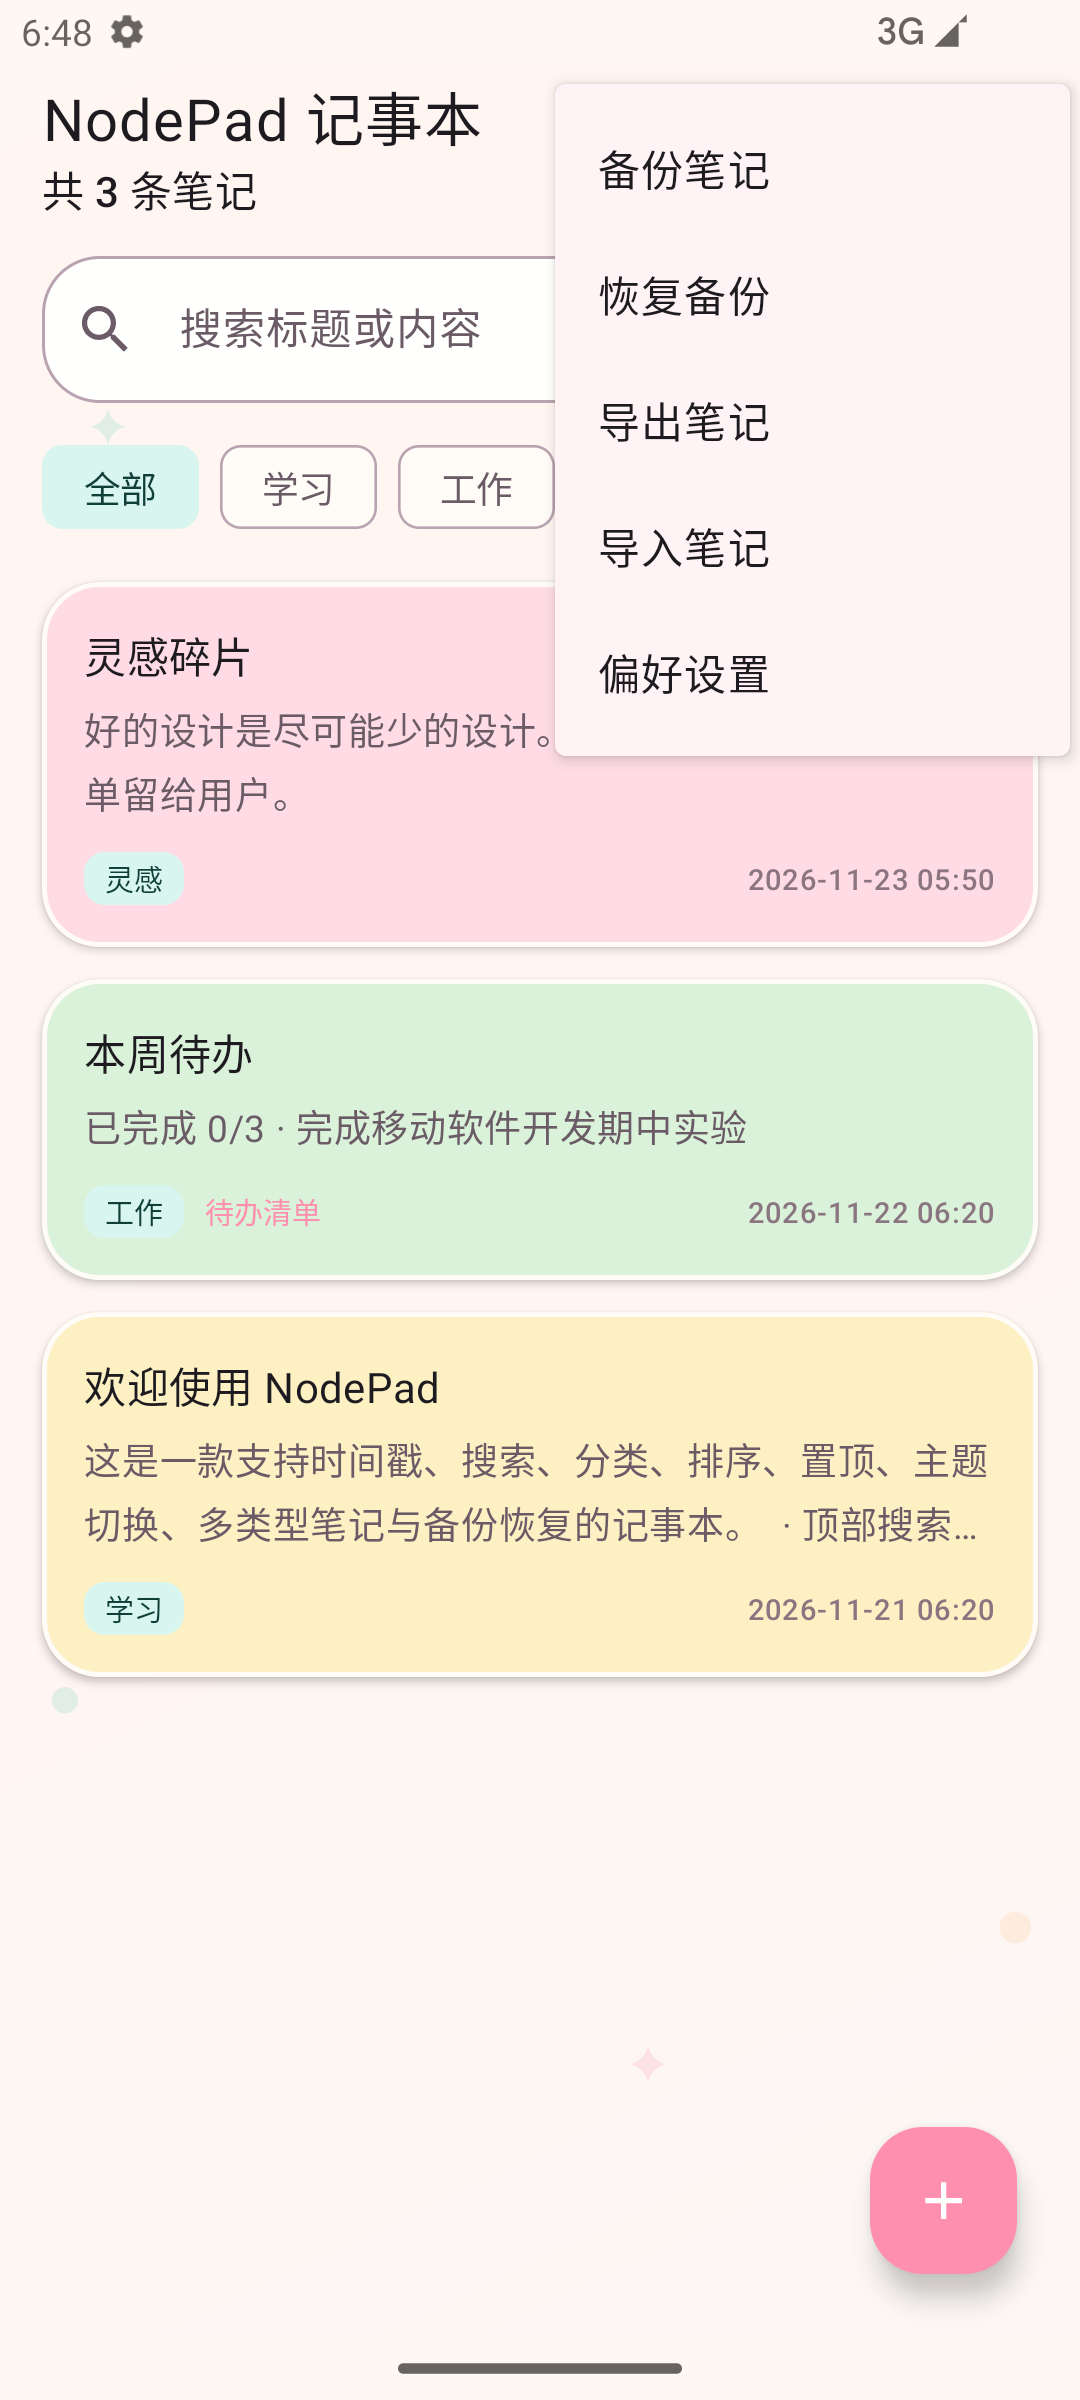 6:48
3G
NodePad 记事本
共 3 条笔记
搜索标题或内容
全部
学习
工作
备份笔记
恢复备份
导出笔记
导入笔记
偏好设置
灵感碎片
好的设计是尽可能少的设计。
单留给用户。
灵感
2026-11-23 05:50
本周待办
已完成 0/3 · 完成移动软件开发期中实验
工作
待办清单
2026-11-22 06:20
欢迎使用 NodePad
这是一款支持时间戳、搜索、分类、排序、置顶、主题
切换、多类型笔记与备份恢复的记事本。 · 顶部搜索…
学习
2026-11-21 06:20